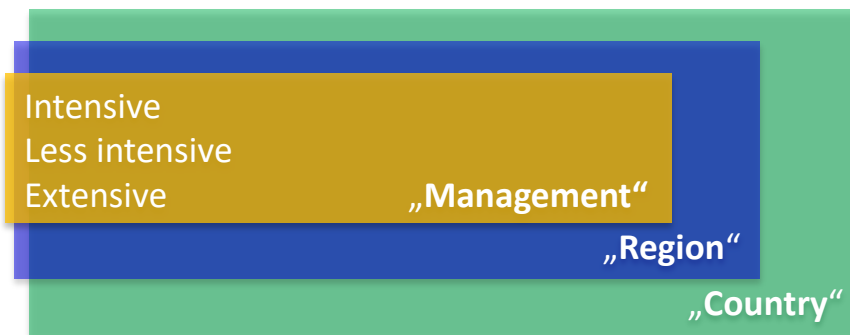 Intensive
Less intensive
Extensive „Management“
„Region“
„Country“